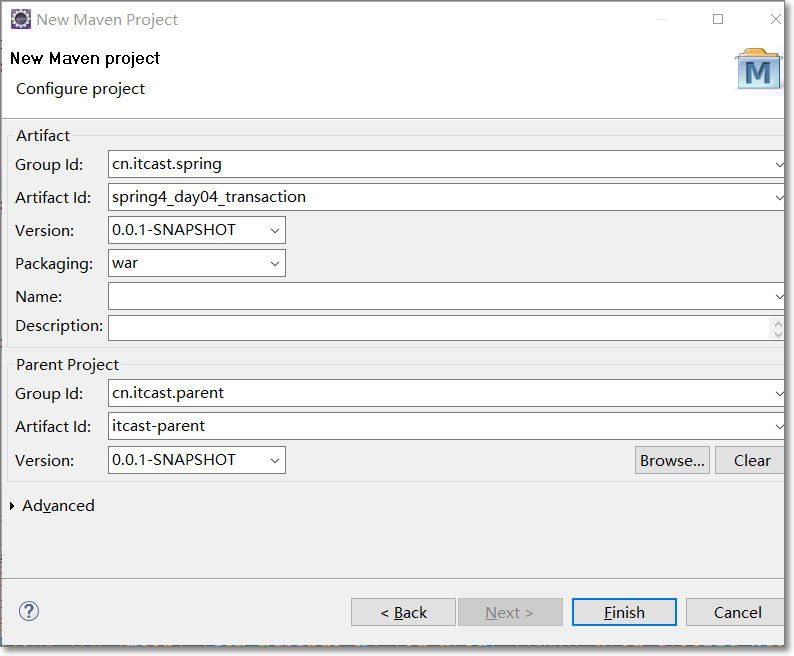 New Maven Project
New Maven project
Configure project
M
Artifact
Group Id: cn.itcast.spring
Artifact Id: spring4_day04_transaction
Version: 0.0.1-SNAPSHOT
Packaging: war
Name:
Description:
Parent Project
Group Id: cn.itcast.parent
Artifact Id: itcast-parent
Version: 0.0.1-SNAPSHOT Browse... Clear
Advanced
? < Back Next > Finish Cancel